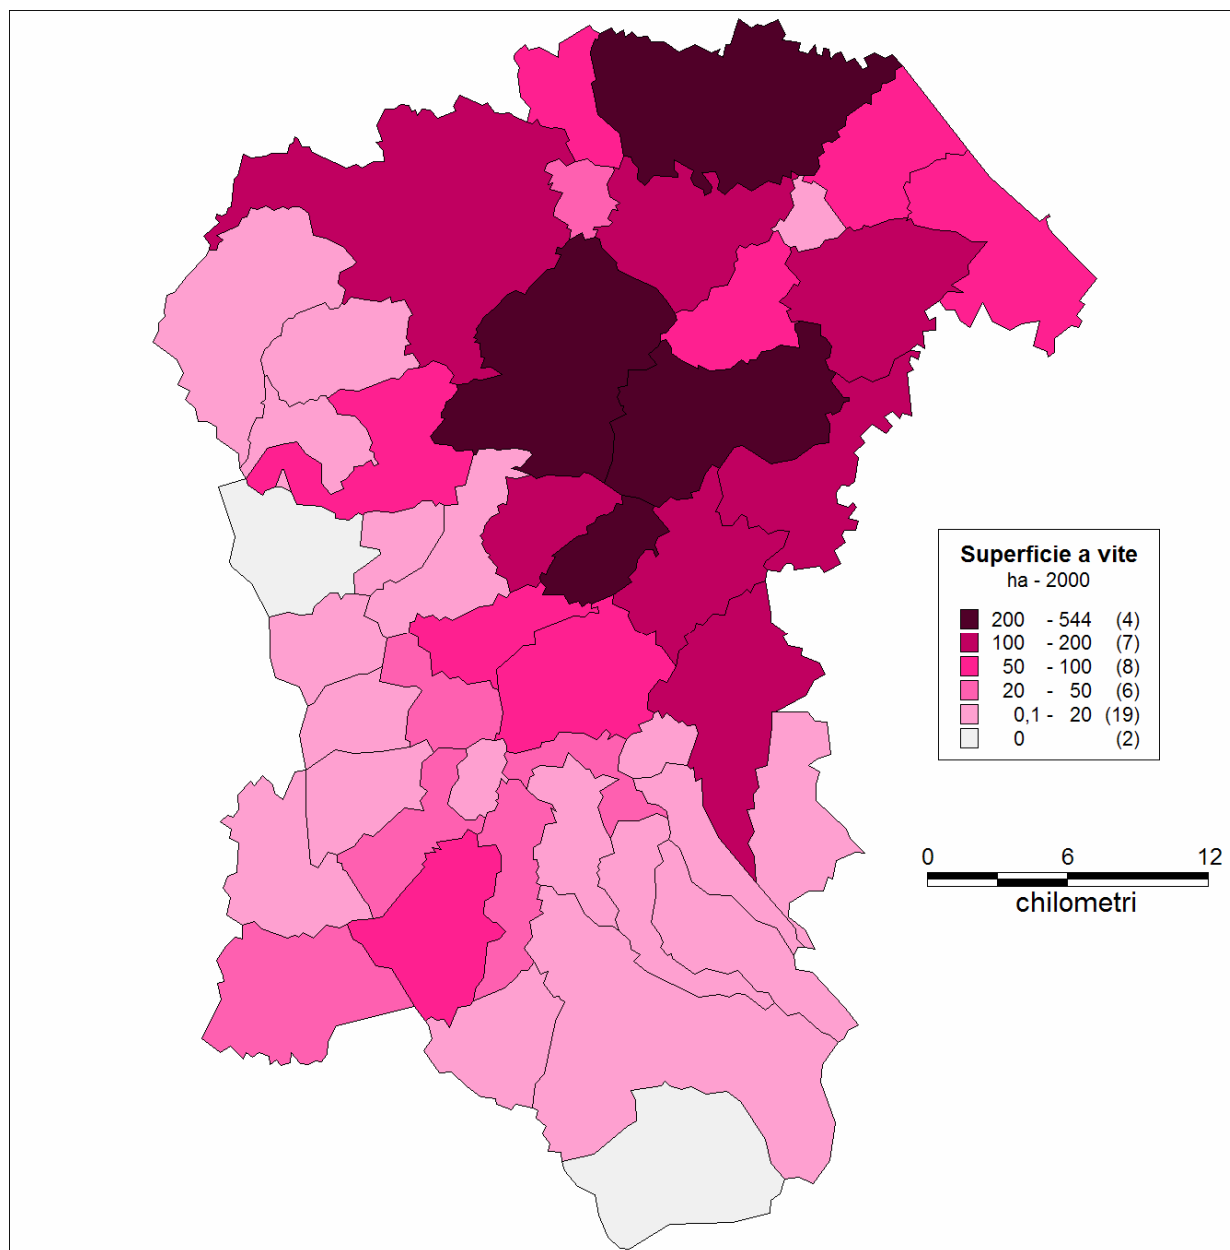 Superficie a vite
ha - 2000
200 - 544 (4)
100 - 200 (7)
50 - 100 (8)
20 - 50 (6)
0,1 - 20 (19)
0 (2)
0 6 12
chilometri